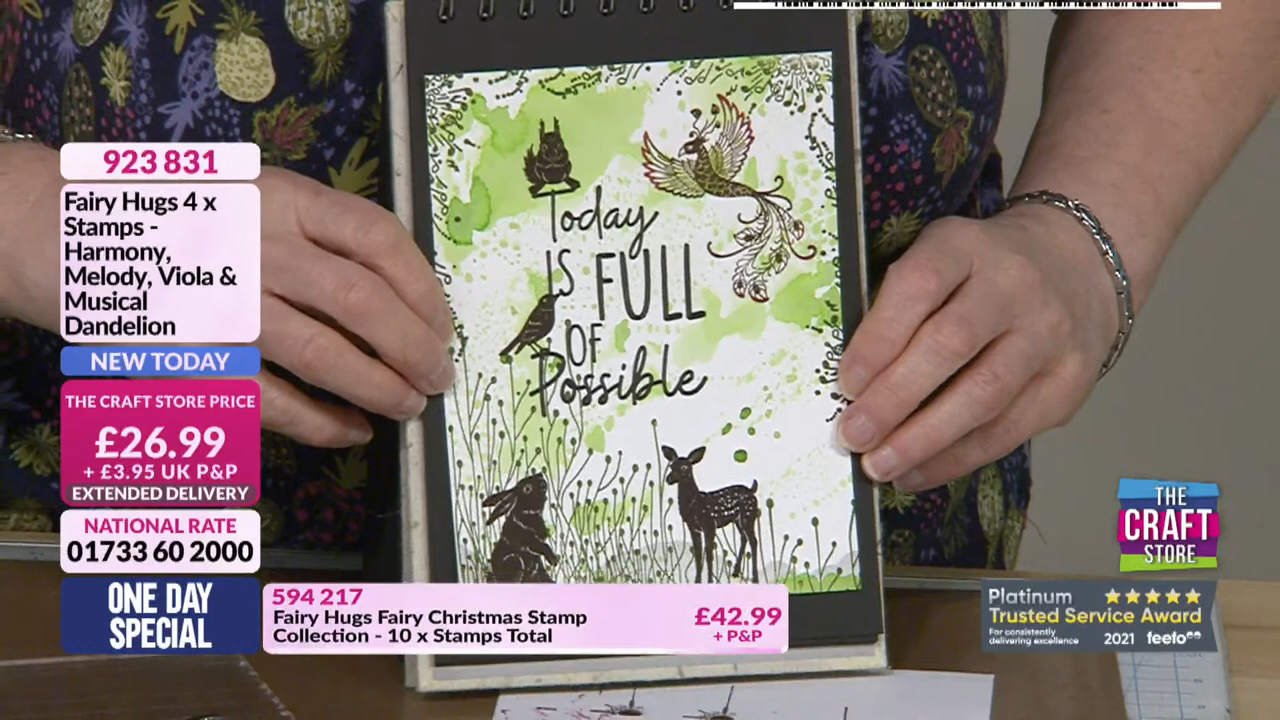 Today
IS FULL
OF
Possible
923 831
Fairy Hugs 4 x
Stamps -
Harmony,
Melody, Viola &
Musical
Dandelion
NEW TODAY
THE CRAFT STORE PRICE
£26.99
+ £3.95 UK P&P
EXTENDED DELIVERY
NATIONAL RATE
01733 60 2000
ONE DAY
SPECIAL
594 217
Fairy Hugs Fairy Christmas Stamp
Collection - 10 x Stamps Total
£42.99
+ P&P
THE
CRAFT
STORE
Platinum
Trusted Service Award
For consistently
delivering excellence
2021 feefo